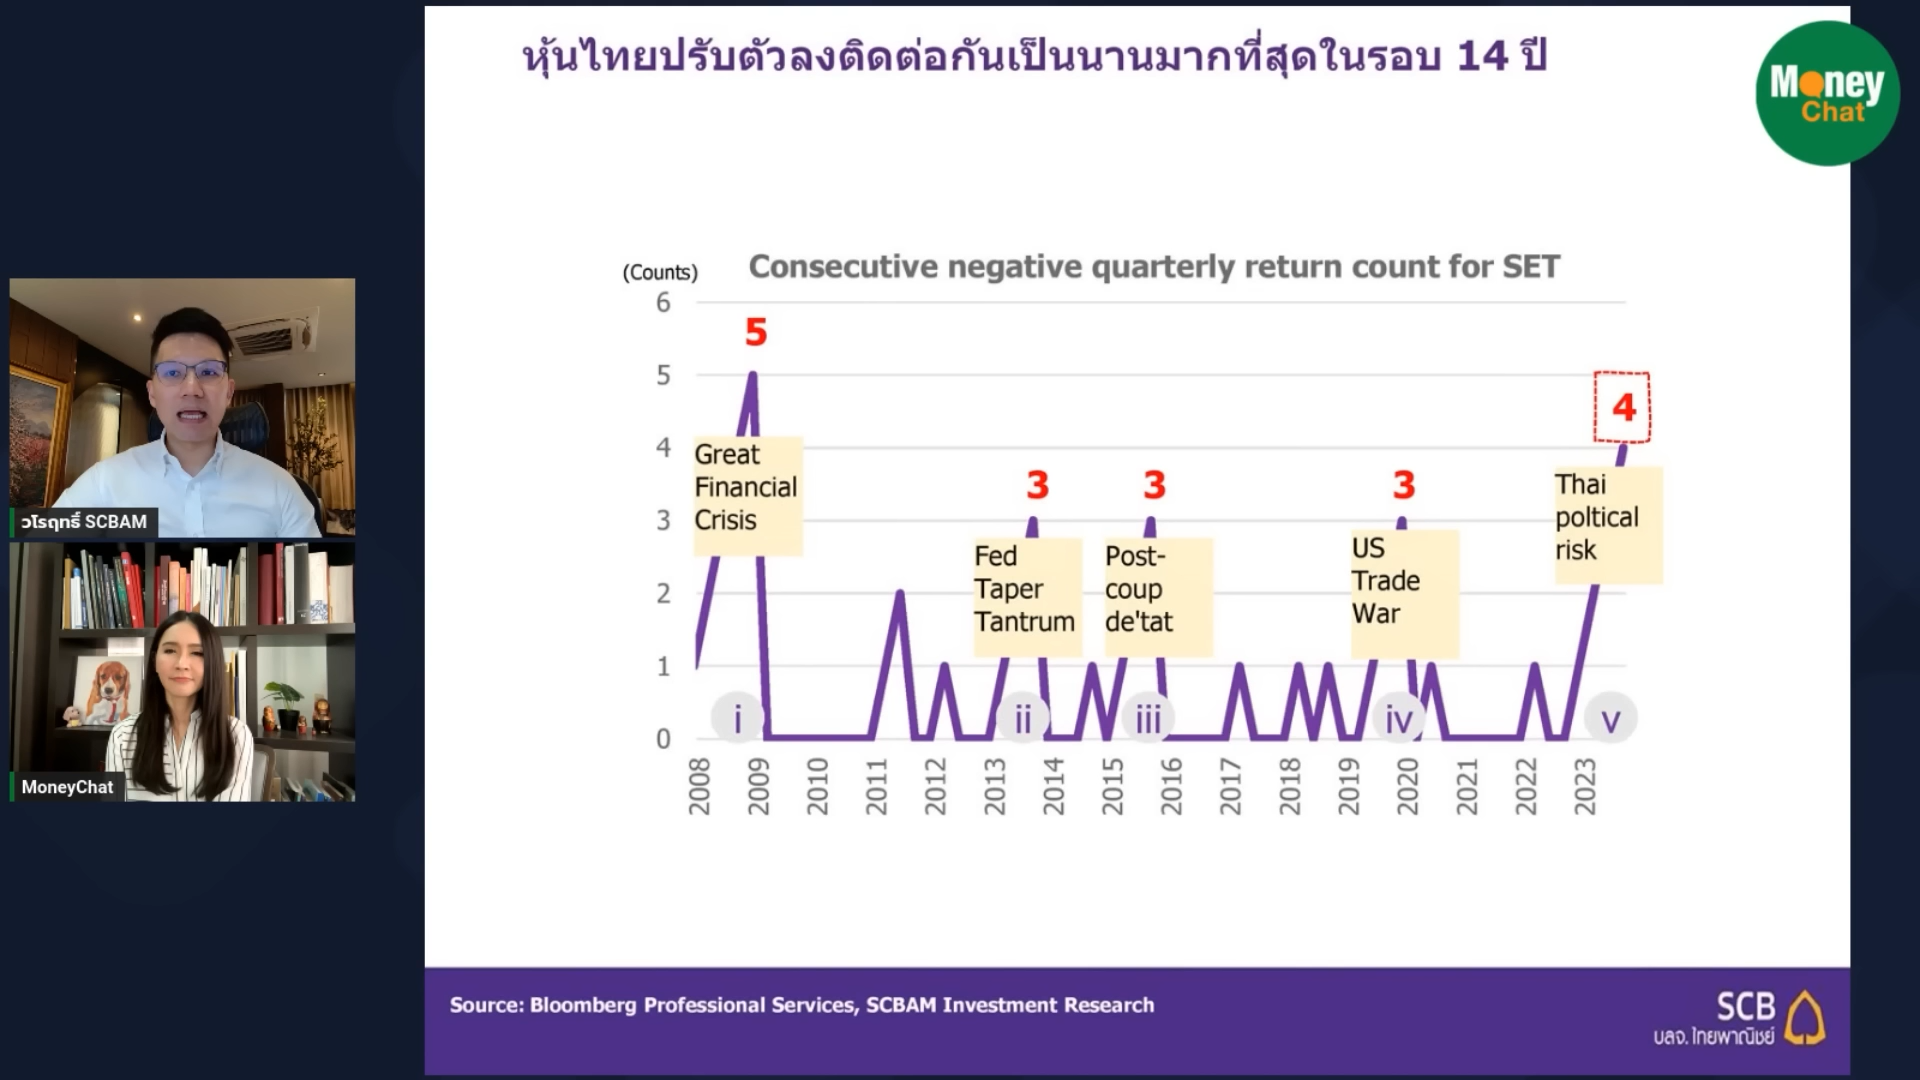 หุ้นไทยปรับตัวลงติดต่อกันเป็นนานมากที่สุดในรอบ 14 ปี
Money
Chat
(Counts)
Consecutive negative quarterly return count for SET
6
5
4
3
2
1
0
5
3
3
3
4
Great
Financial
Crisis
Fed
Taper
Tantrum
Post-
coup
de'tat
US
Trade
War
Thai
poltical
risk
i
ii
iii
iv
v
2008
2009
2010
2011
2012
2013
2014
2015
2016
2017
2018
2019
2020
2021
2022
2023
วโรฤทธิ์ SCBAM
MoneyChat
Source: Bloomberg Professional Services, SCBAM Investment Research
SCB
บลจ. ไทยพาณิชย์